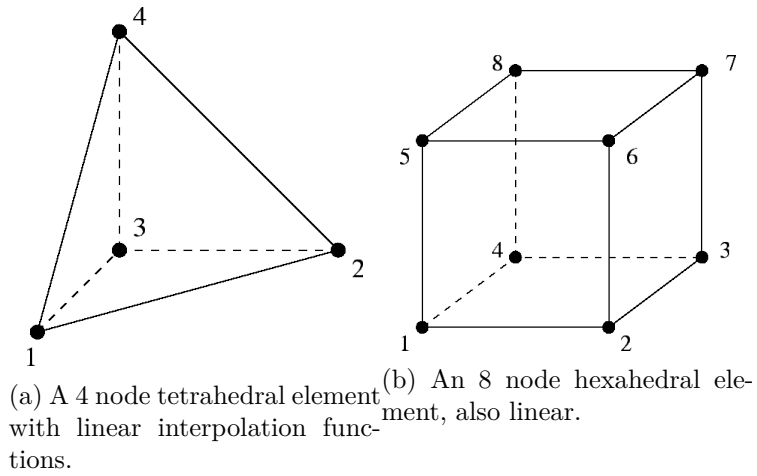 4
3
2
1
(a) A 4 node tetrahedral element
with linear interpolation func-
tions.
8
7
5
6
4
3
1
2
(b) An 8 node hexahedral ele-
ment, also linear.